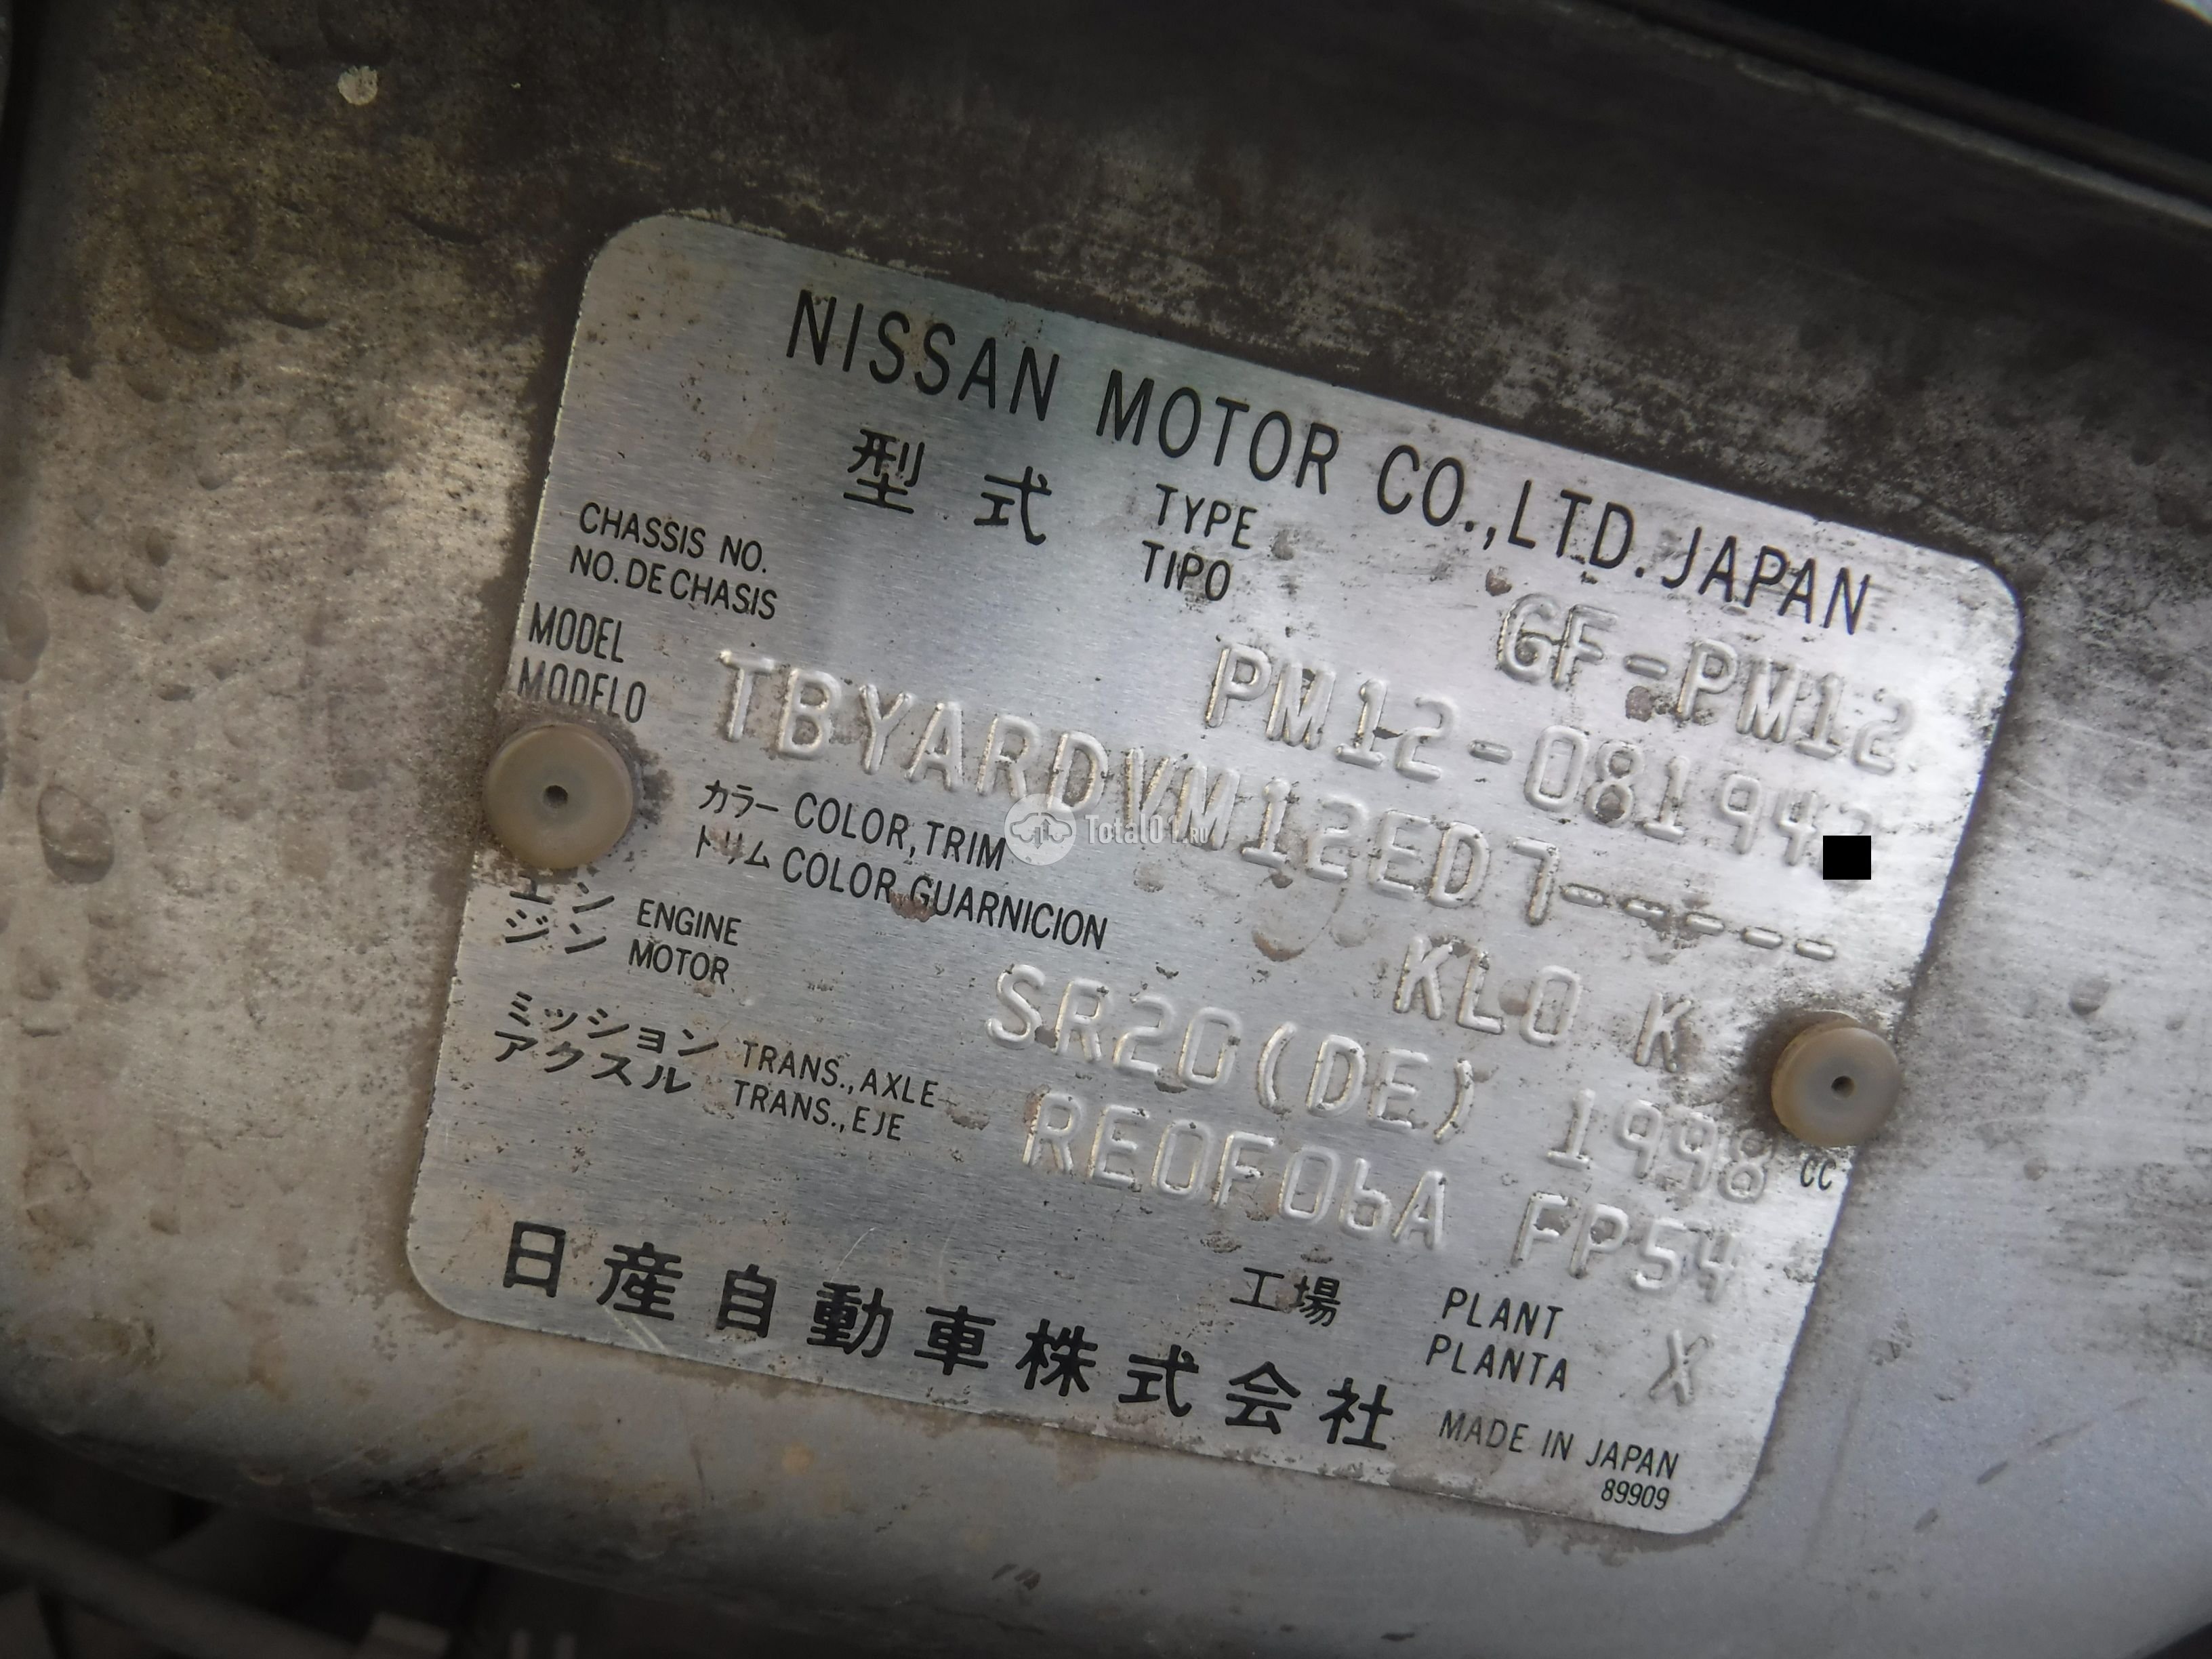 NISSAN MOTOR CO.,LTD. JAPAN
型式 TYPE TIPO GF-PM12
CHASSIS NO.
NO. DE CHASIS PM12-08194
MODEL
MODELO TBYARDVM12ED7-----
カラー COLOR, TRIM
トリム COLOR, GUARNICION KL0 K
エン ENGINE
ジン MOTOR SR20(DE) 1998 CC
ミッション TRANS., AXLE
アクスル TRANS., EJE RE0F06A FP54
工場 PLANT PLANTA X
日産自動車株式会社 MADE IN JAPAN
89909
Total01.RU